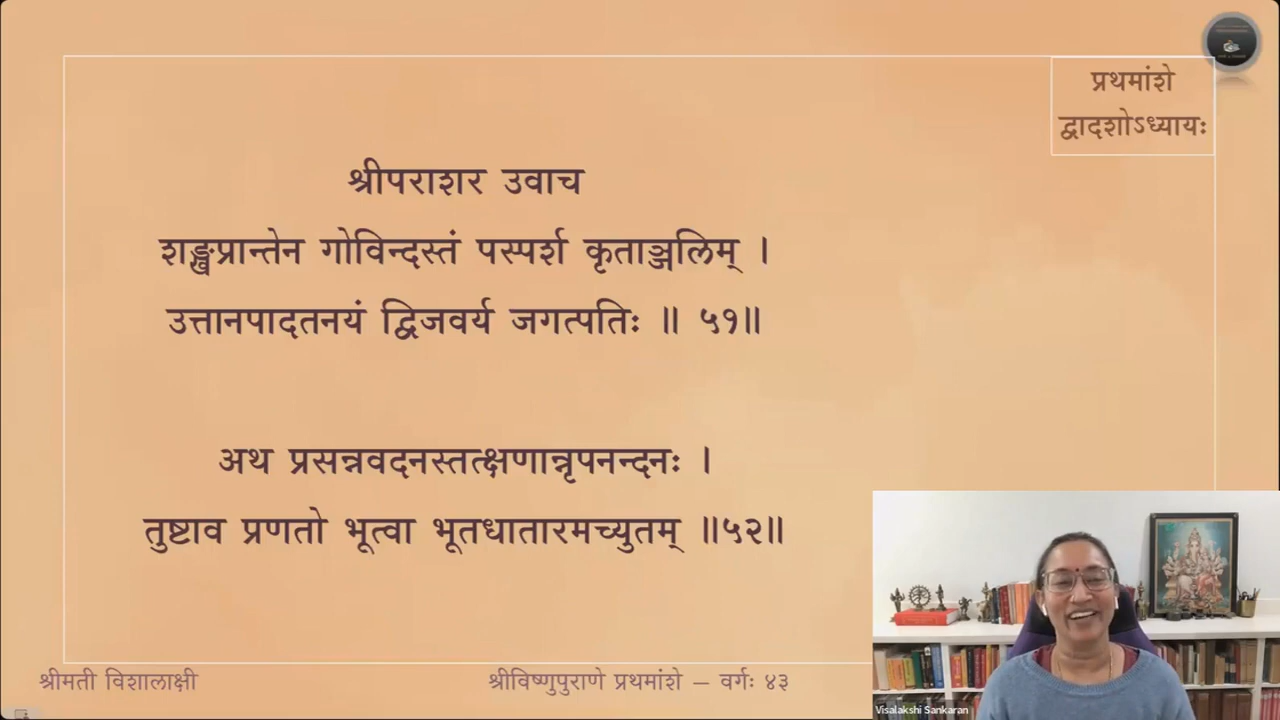 प्रथमांशे
द्वादशोऽध्यायः
श्रीपराशर उवाच
शङ्खप्रान्तेन गोविन्दस्तं पस्पर्श कृताञ्जलिम् ।
उत्तानपादतनयं द्विजवर्य जगत्पतिः ॥ ५१॥
अथ प्रसन्नवदनस्तत्क्षणान्नृपनन्दनः ।
तुष्टाव प्रणतो भूत्वा भूतधातारमच्युतम् ॥५२॥
श्रीमती विशालाक्षी
श्रीविष्णुपुराणे प्रथमांशे – वर्गः ४३
Visalakshi Sankaran